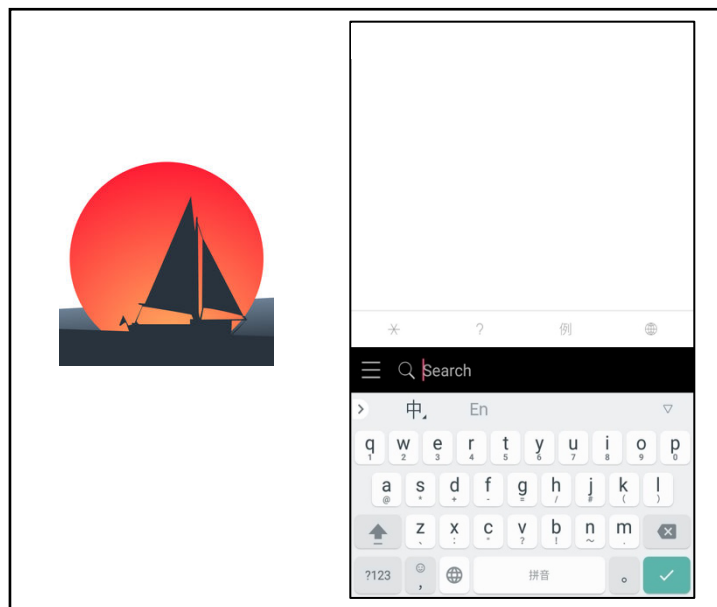 * ? 例
Search
中 En
q w e r t y u i o p
1 2 3 4 5 6 7 8 9 0
a s d f g h j k l
@ * + - = / # ( )
z x c v b n m
、 : " ? ! ~ .
?123 , 拼音 。